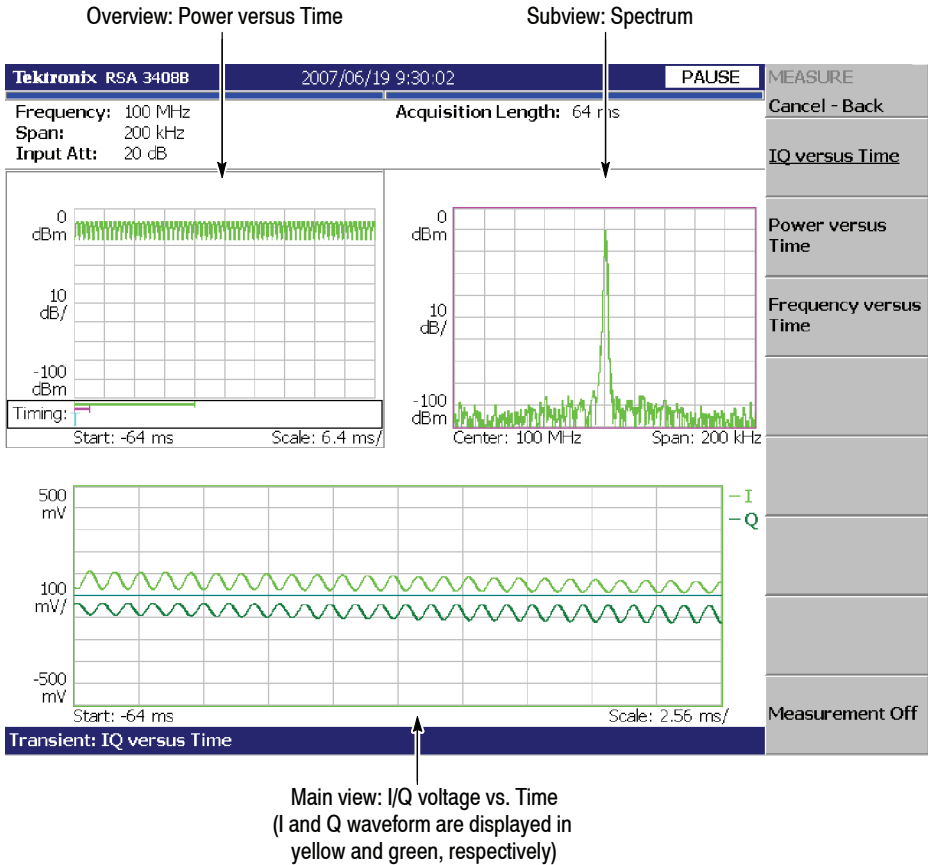 Overview: Power versus Time
Subview: Spectrum
Tektronix RSA 3408B
2007/06/19 9:30:02
PAUSE
MEASURE
Frequency: 100 MHz
Acquisition Length: 64 ms
Cancel - Back
Span: 200 kHz
Input Att: 20 dB
IQ versus Time
Power versus
Time
Frequency versus
Time
Measurement Off
0
dBm
10
dB/
-100
dBm
Timing:
Start: -64 ms
Scale: 6.4 ms/
0
dBm
10
dB/
-100
dBm
Center: 100 MHz
Span: 200 kHz
500
mV
100
mV/
-500
mV
I
Q
Start: -64 ms
Scale: 2.56 ms/
Transient: IQ versus Time
Main view: I/Q voltage vs. Time
(I and Q waveform are displayed in
yellow and green, respectively)